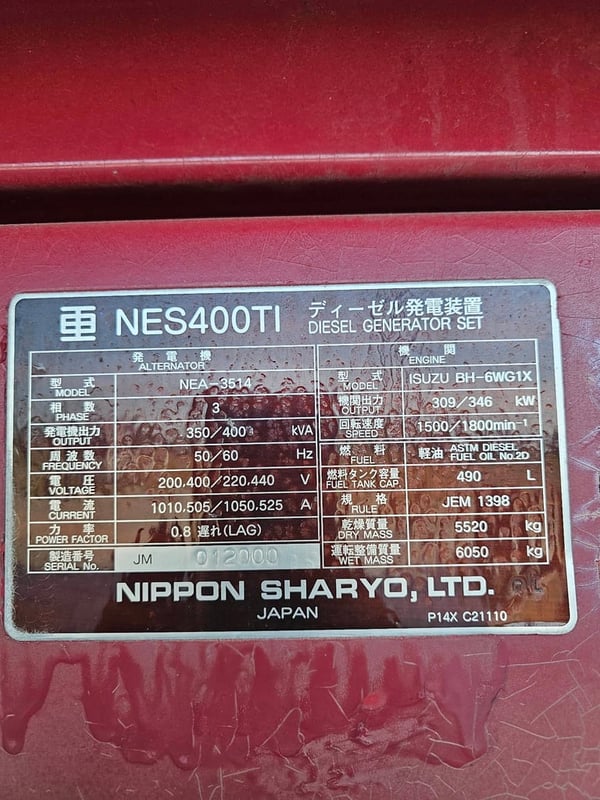 NES400TI ディーゼル発電装置
DIESEL GENERATOR SET
発電機
ALTERNATOR
型式 NEA-3514
MODEL
相数 3
PHASE
発電機出力 350/400 kVA
OUTPUT
周波数 50/60 Hz
FREQUENCY
電圧 200.400/220.440 V
VOLTAGE
電流 1010.505/1050.525 A
CURRENT
力率 0.8 遅れ(LAG)
POWER FACTOR
製造番号 JM 012000
SERIAL No.
機関
ENGINE
型式 ISUZU BH-6WG1X
MODEL
機関出力 309/346 kW
OUTPUT
回転速度 1500/1800min⁻¹
SPEED
燃料 軽油 ASTM DIESEL
FUEL FUEL OIL NO.2D
燃料タンク容量 490 L
FUEL TANK CAP.
規格 JEM 1398
RULE
乾燥質量 5520 kg
DRY MASS
運転整備質量 6050 kg
WET MASS
NIPPON SHARYO, LTD.
JAPAN
P14X C21110